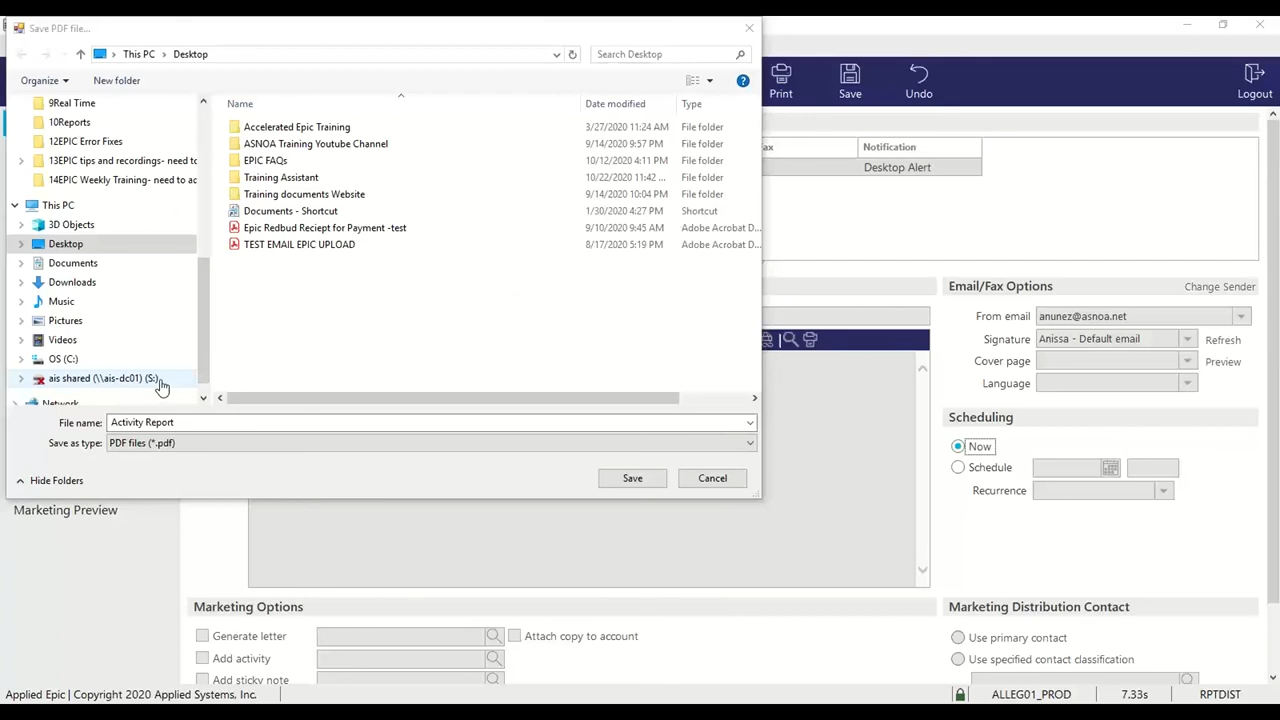 Save PDF file...
This PC > Desktop
Search Desktop
Organize
New folder
Print
Save
Undo
Logout
9Real Time
10Reports
12EPIC Error Fixes
13EPIC tips and recordings- need to
14EPIC Weekly Training- need to ad
This PC
3D Objects
Desktop
Documents
Downloads
Music
Pictures
Videos
OS (C:)
ais shared (\\ais-dc01) (S:)
Network
Name Date modified Type
Accelerated Epic Training 3/27/2020 11:24 AM File folder
ASNOA Training Youtube Channel 9/14/2020 9:57 PM File folder
EPIC FAQs 10/12/2020 4:11 PM File folder
Training Assistant 10/22/2020 11:42 ... File folder
Training documents Website 9/14/2020 10:04 PM File folder
Documents - Shortcut 1/30/2020 4:27 PM Shortcut
Epic Redbud Reciept for Payment -test 9/10/2020 9:45 AM Adobe Acrobat D...
TEST EMAIL EPIC UPLOAD 8/17/2020 5:19 PM Adobe Acrobat D...
File name: Activity Report
Save as type: PDF files (*.pdf)
Hide Folders
Save
Cancel
ax Notification
Desktop Alert
Email/Fax Options Change Sender
From email anunez@asnoa.net
Signature Anissa - Default email Refresh
Cover page Preview
Language
Scheduling
Now
Schedule
Recurrence
Marketing Preview
Marketing Options
Generate letter Attach copy to account
Add activity
Add sticky note
Marketing Distribution Contact
Use primary contact
Use specified contact classification
Applied Epic | Copyright 2020 Applied Systems, Inc. ALLEG01_PROD 7.33s RPTDIST